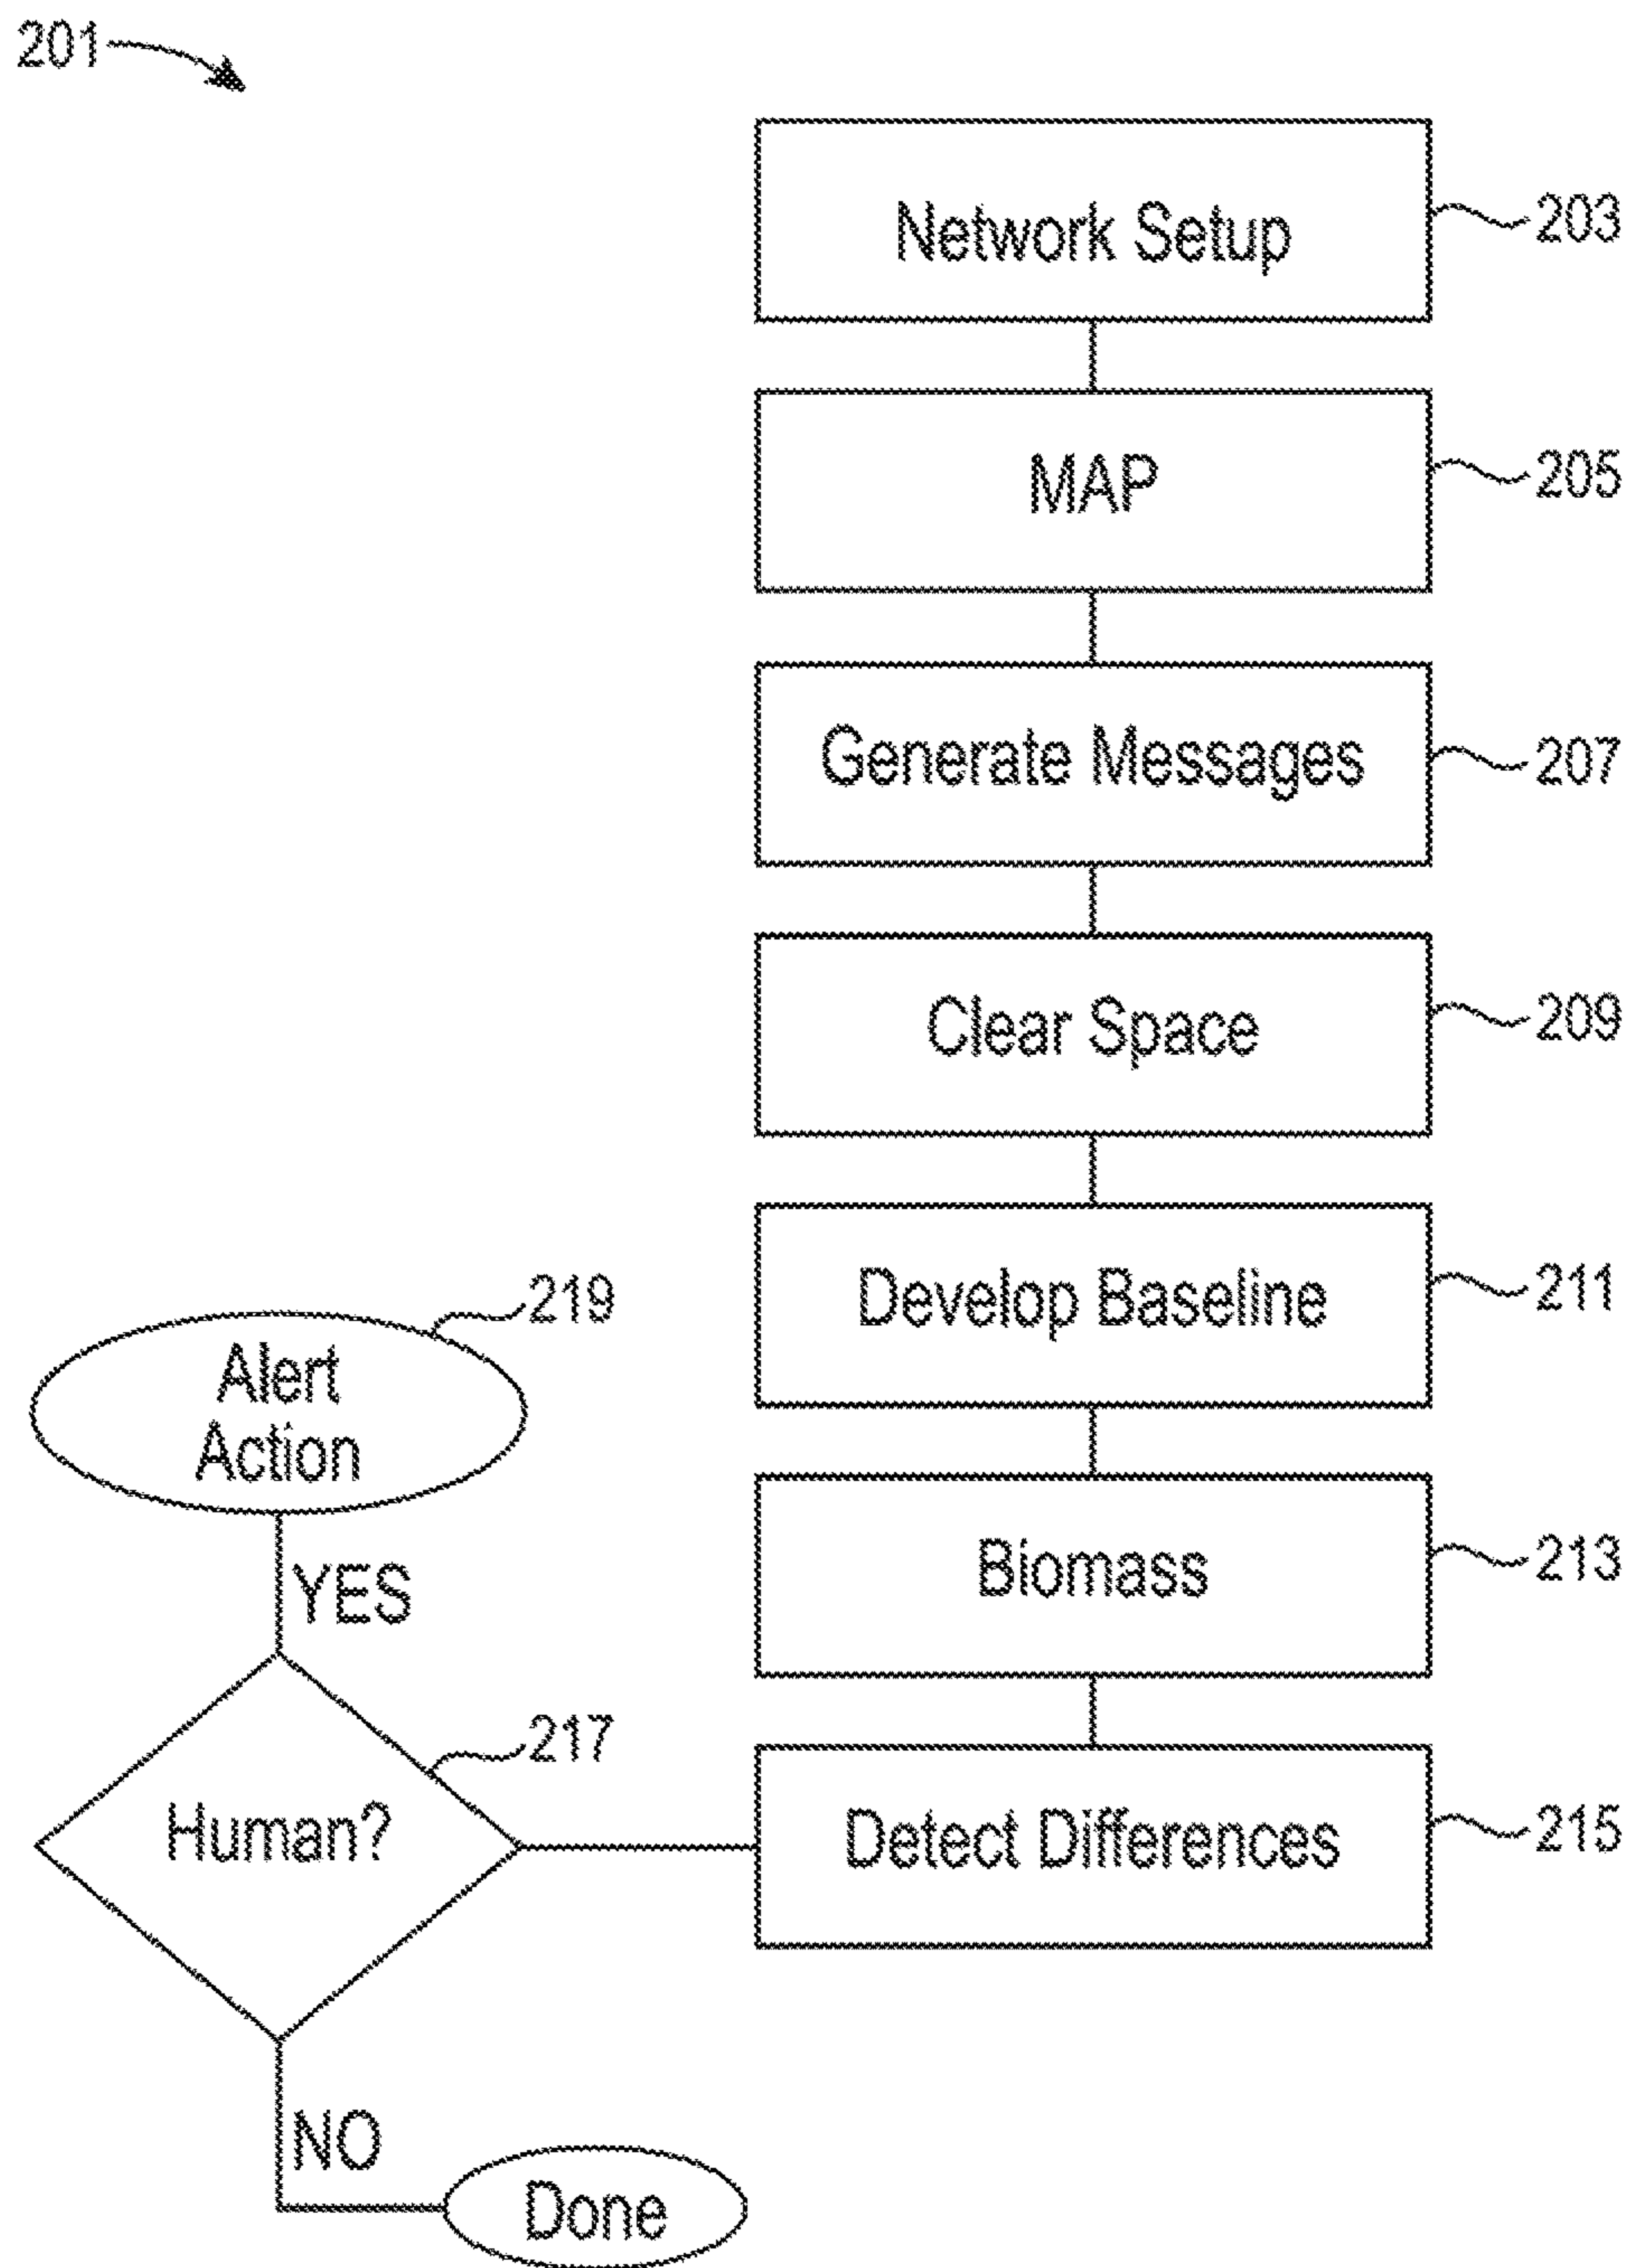 201
Network Setup
203
MAP
205
Generate Messages
207
Clear Space
209
Develop Baseline
211
Biomass
213
Detect Differences
215
Human?
217
YES
Alert
Action
219
NO
Done